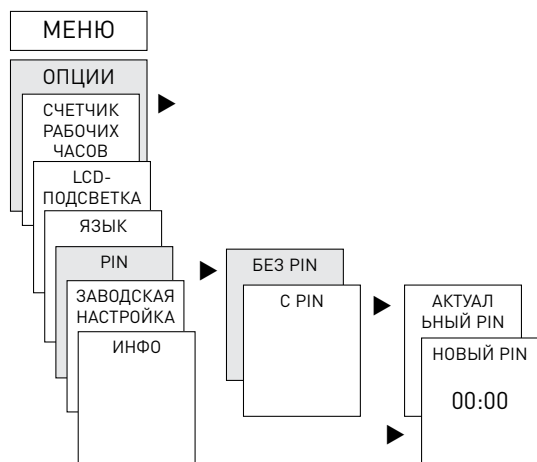 МЕНЮ
ОПЦИИ
СЧЕТЧИК
РАБОЧИХ
ЧАСОВ
LCD-
ПОДСВЕТКА
ЯЗЫК
PIN
ЗАВОДСКАЯ
НАСТРОЙКА
ИНФО
БЕЗ PIN
С PIN
АКТУАЛ
ЬНЫЙ PIN
НОВЫЙ PIN
00:00